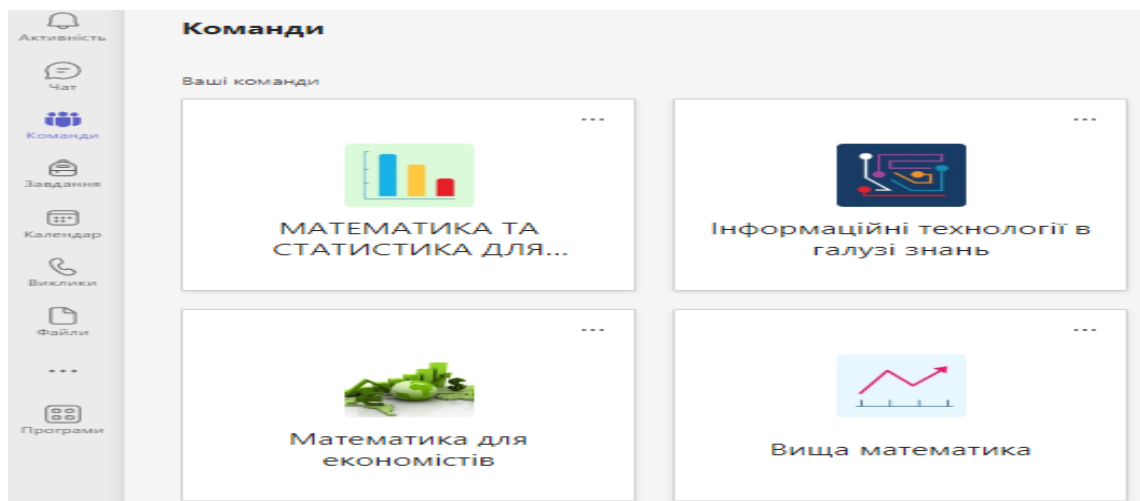 Активність
Чат
Команди
Завдання
Календар
Виклики
Файли
Програми
Команди
Ваші команди
МАТЕМАТИКА ТА
СТАТИСТИКА ДЛЯ...
Інформаційні технології в
галузі знань
Математика для
економістів
Вища математика